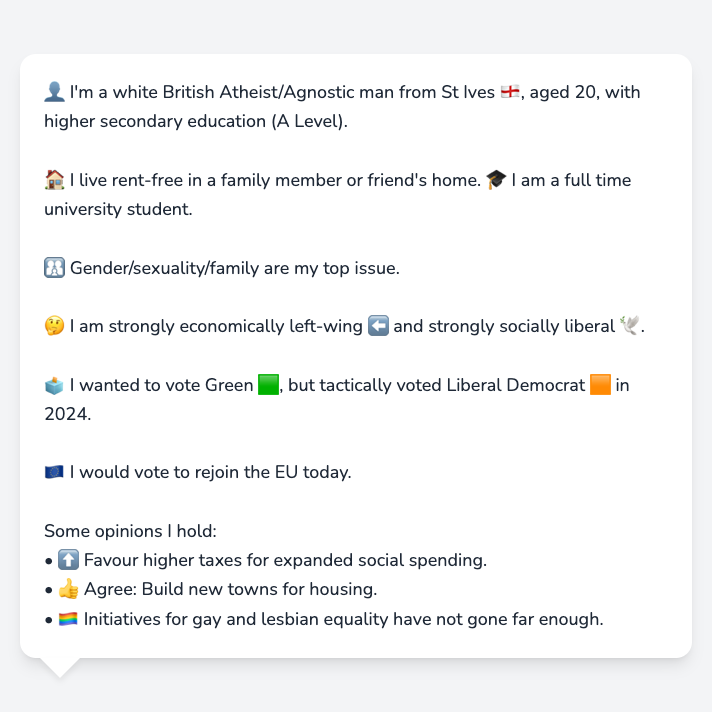 👤 I'm a white British Atheist/Agnostic man from St Ives 🏴󠁧󠁢󠁥󠁮󠁧󠁿, aged 20, with
higher secondary education (A Level).
🏠 I live rent-free in a family member or friend's home. 🎓 I am a full time
university student.
🚻 Gender/sexuality/family are my top issue.
🤔 I am strongly economically left-wing ⬅️ and strongly socially liberal 🕊️.
🗳️ I wanted to vote Green 🟩, but tactically voted Liberal Democrat 🟧 in
2024.
🇪🇺 I would vote to rejoin the EU today.
Some opinions I hold:
• ⬆️ Favour higher taxes for expanded social spending.
• 👍 Agree: Build new towns for housing.
• 🏳️‍🌈 Initiatives for gay and lesbian equality have not gone far enough.